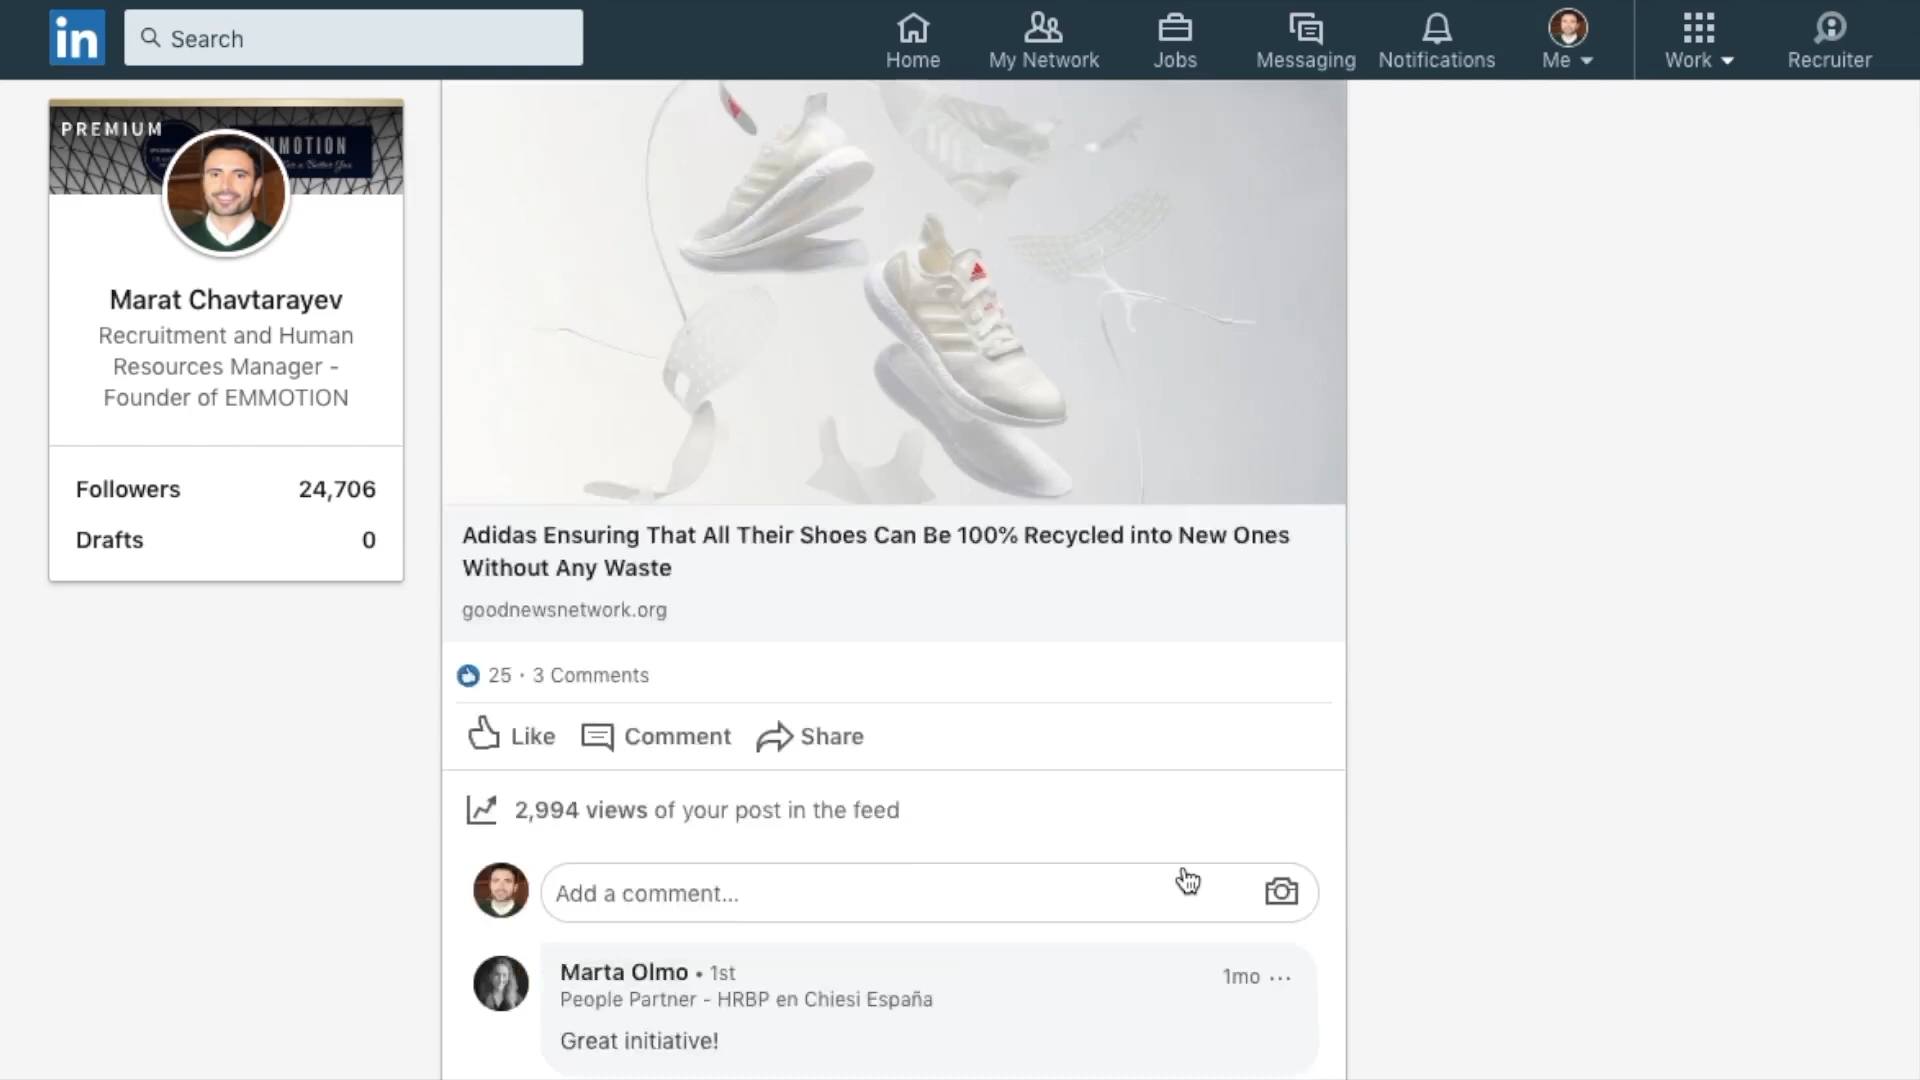 in
Search
Home
My Network
Jobs
Messaging
Notifications
Me
Work
Recruiter
PREMIUM
MOTION
Marat Chavtarayev
Recruitment and Human
Resources Manager -
Founder of EMMOTION
Followers 24,706
Drafts 0
Adidas Ensuring That All Their Shoes Can Be 100% Recycled into New Ones
Without Any Waste
goodnewsnetwork.org
25 · 3 Comments
Like Comment Share
2,994 views of your post in the feed
Add a comment...
Marta Olmo • 1st
1mo ...
People Partner - HRBP en Chiesi España
Great initiative!